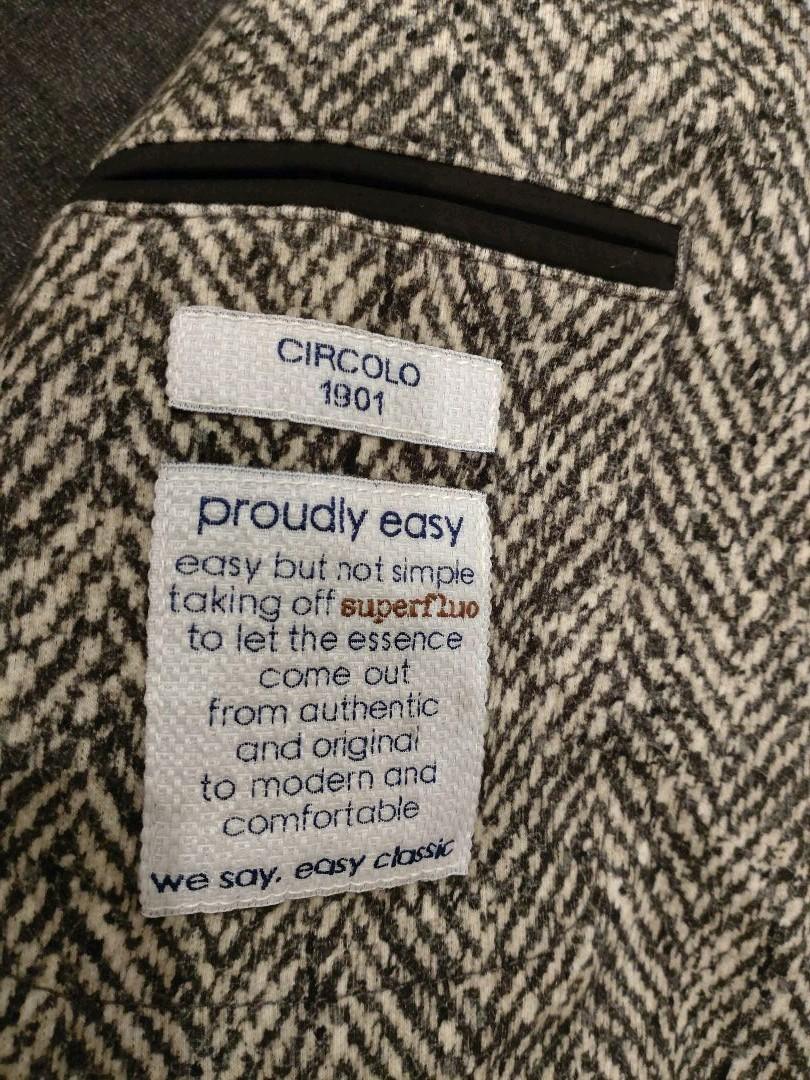 CIRCOLO
1901
proudly easy
easy but not simple
taking off superfluo
to let the essence
come out
from authentic
and original
to modern and
comfortable
we say. easy classic